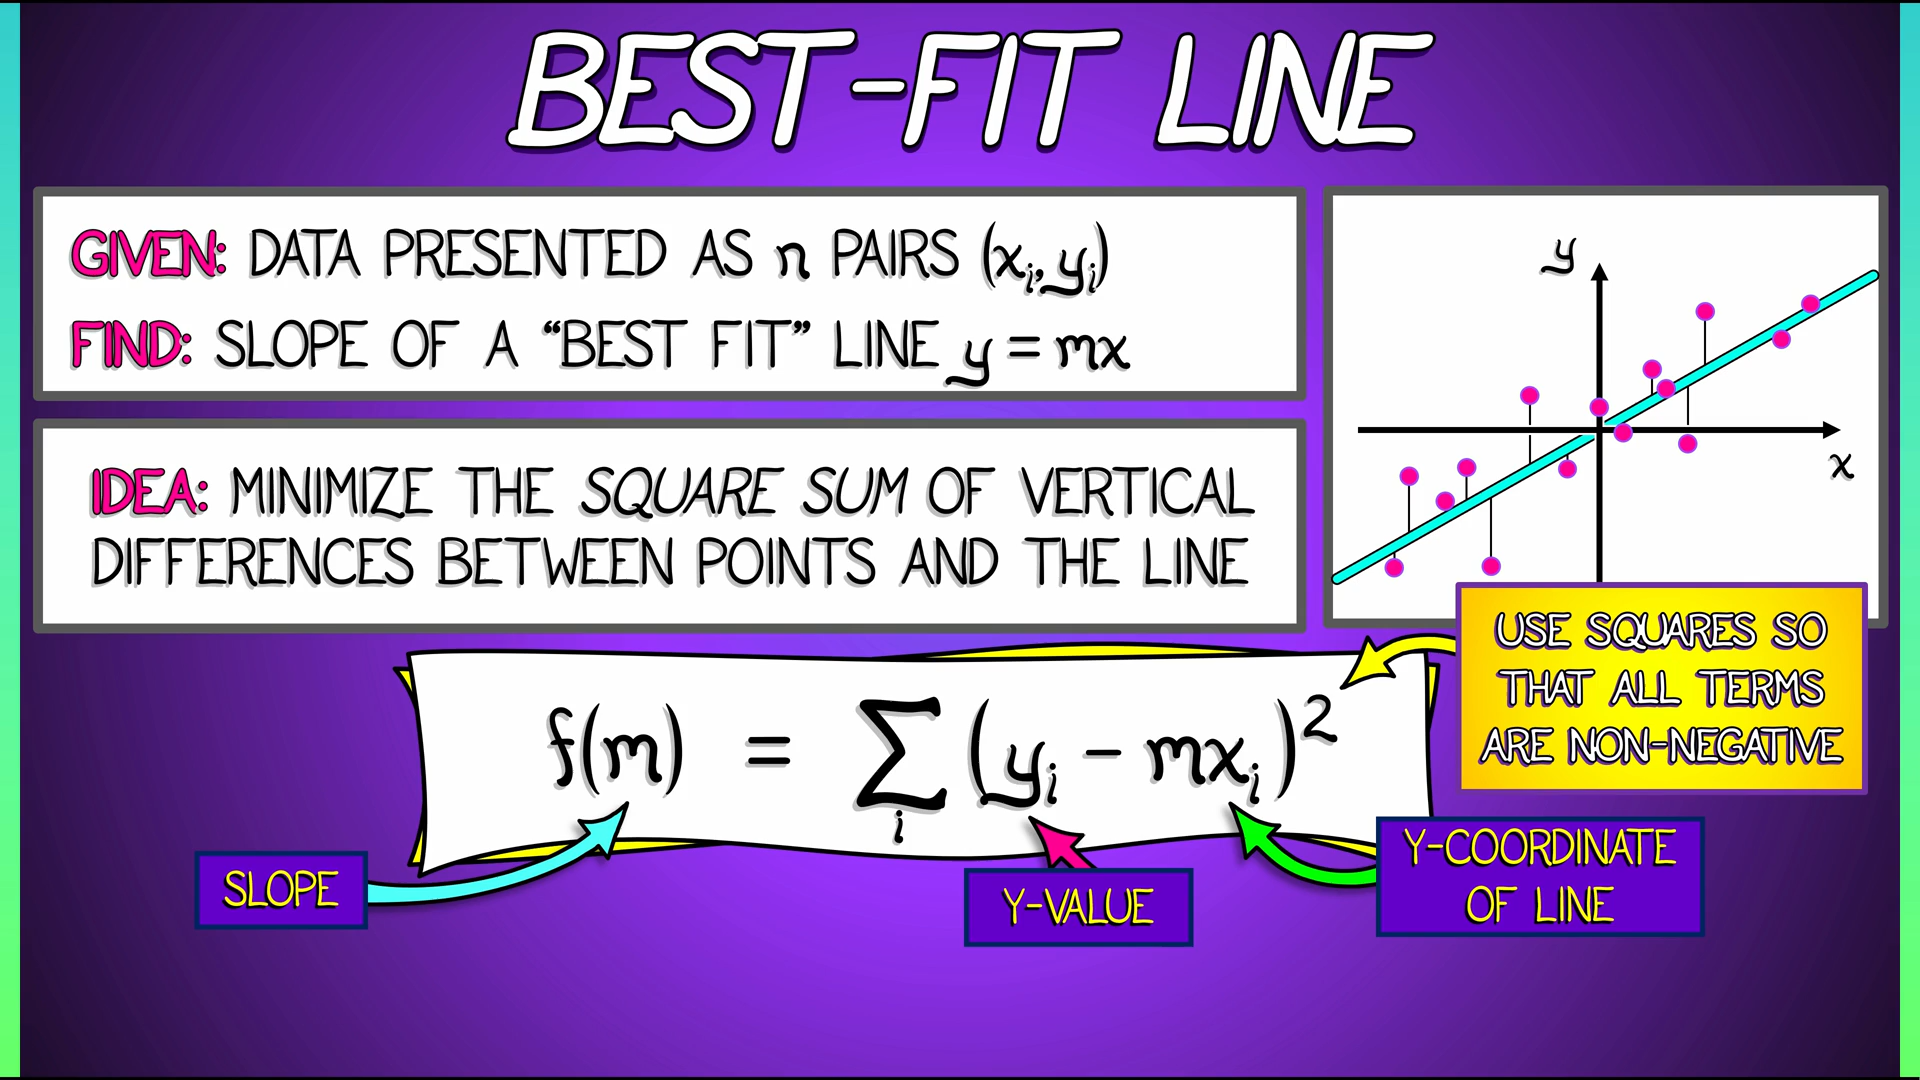 BEST-FIT LINE
GIVEN: DATA PRESENTED AS n PAIRS (xᵢ, yᵢ)
FIND: SLOPE OF A “BEST FIT” LINE y = mx
IDEA: MINIMIZE THE SQUARE SUM OF VERTICAL
DIFFERENCES BETWEEN POINTS AND THE LINE
y
x
USE SQUARES SO
THAT ALL TERMS
ARE NON-NEGATIVE
f(m) = ∑ᵢ (yᵢ − mxᵢ)²
SLOPE
Y-VALUE
Y-COORDINATE
OF LINE